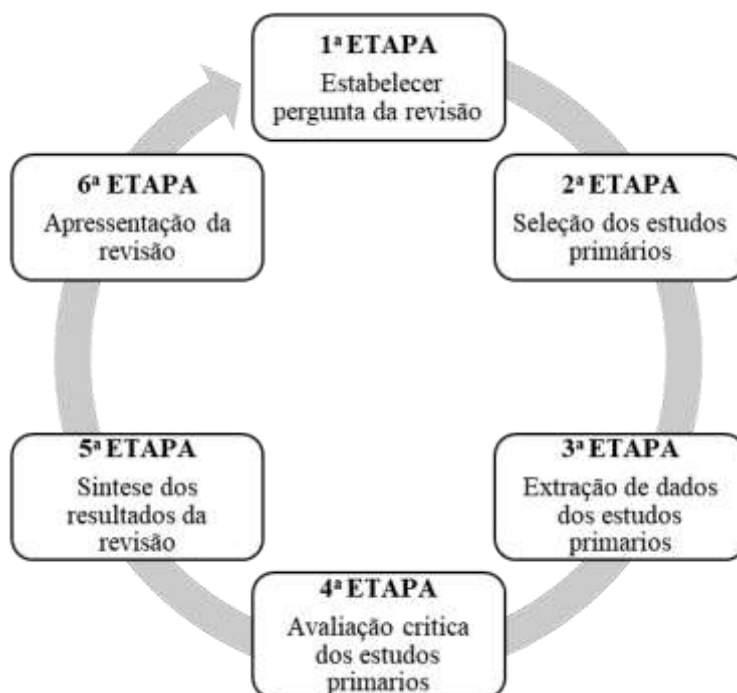 1ª ETAPA
Estabelecer
pergunta da revisão
2ª ETAPA
Seleção dos estudos
primários
3ª ETAPA
Extração de dados
dos estudos
primarios
4ª ETAPA
Avaliação critica
dos estudos
primarios
5ª ETAPA
Sintese dos
resultados da
revisão
6ª ETAPA
Apressentação da
revisão